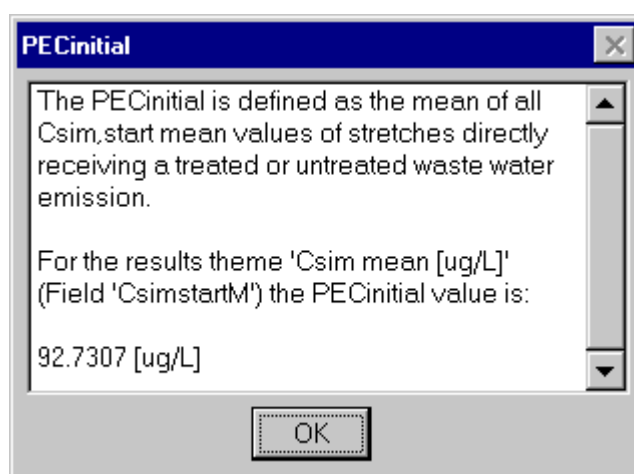 PECinitial
The PECinitial is defined as the mean of all
Csim,start mean values of stretches directly
receiving a treated or untreated waste water
emission.
For the results theme 'Csim mean [ug/L]'
(Field 'CsimstartM') the PECinitial value is:
92.7307 [ug/L]
OK